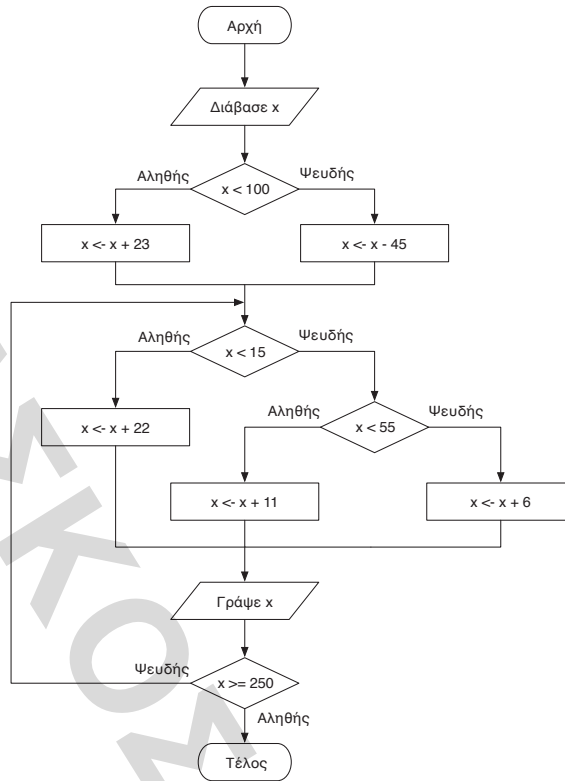 Αρχή
Διάβασε x
Αληθής
Ψευδής
x < 100
x <- x + 23
x <- x - 45
Αληθής
Ψευδής
x < 15
Αληθής
Ψευδής
x <- x + 22
x < 55
x <- x + 11
x <- x + 6
Γράψε x
Ψευδής
x >= 250
Αληθής
Τέλος
ΣΚΟΣ